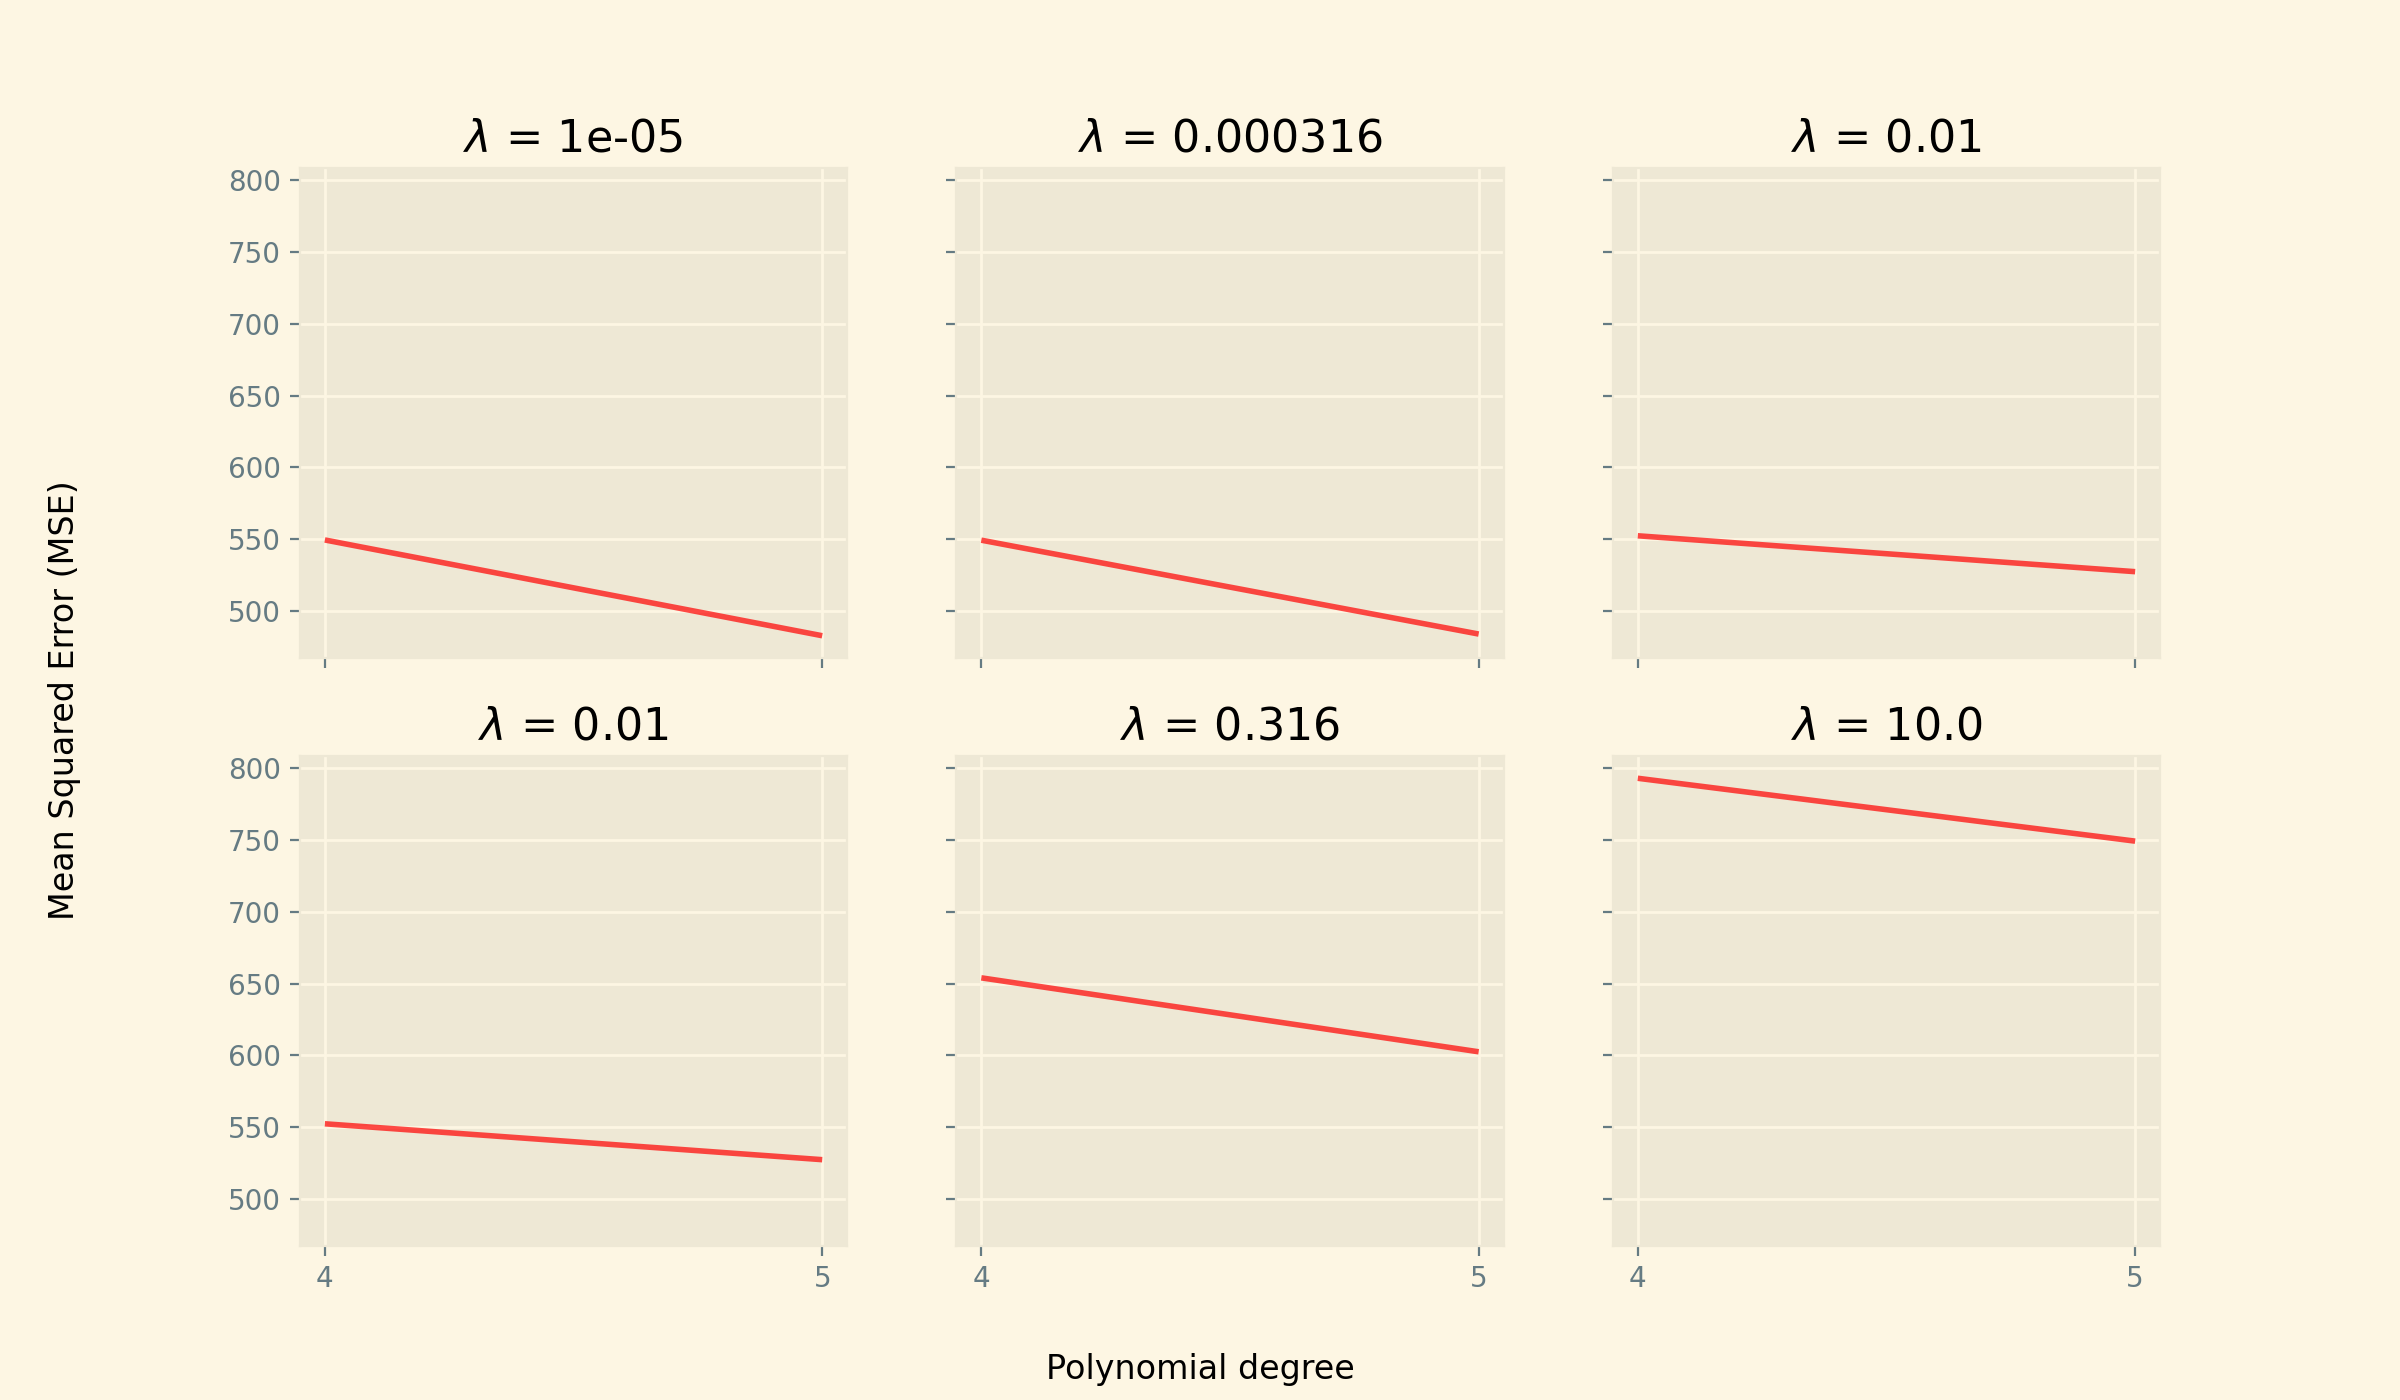 λ = 1e-05
λ = 0.000316
λ = 0.01
800
750
700
650
600
550
500
λ = 0.01
λ = 0.316
λ = 10.0
800
750
700
650
600
550
500
4 5
4 5
4 5
Mean Squared Error (MSE)
Polynomial degree